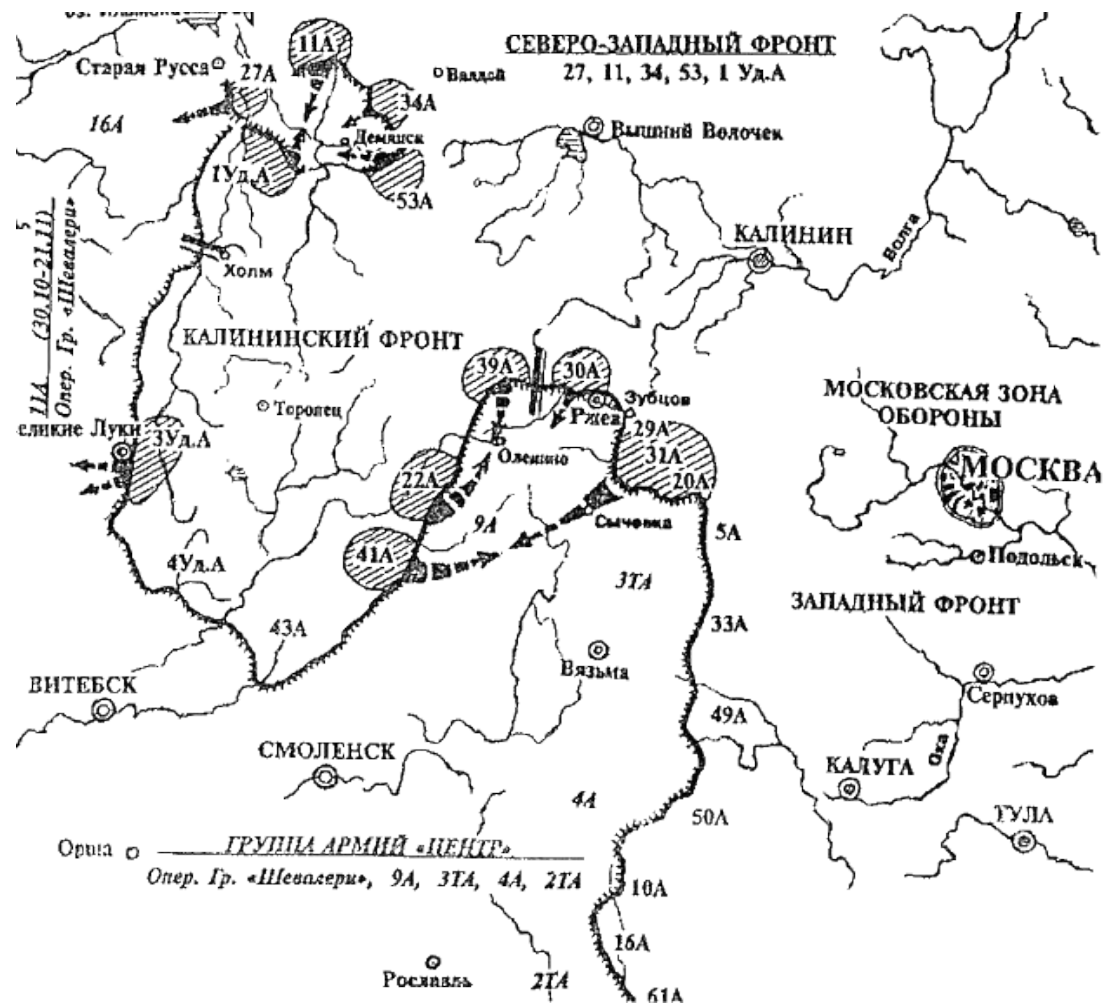 11А
СЕВЕРО-ЗАПАДНЫЙ ФРОНТ
27, 11, 34, 53, 1 Уд.А
Старая Русса
27А
Валдой
34А
16А
Демянск
Вышний Волочек
1Уд.А
53А
11А (30.10-21.11)
Опер. Гр. «Шевалери»
Холм
КАЛИНИН
Волга
КАЛИНИНСКИЙ ФРОНТ
39А
30А
Зубцов
Ржев
МОСКОВСКАЯ ЗОНА
ОБОРОНЫ
Торопец
29А
еликие Луки
3Уд.А
Оленино
31А
МОСКВА
22А
20А
9А
Сычевка
5А
41А
Подольск
4Уд.А
3ТА
ЗАПАДНЫЙ ФРОНТ
43А
33А
Вязьма
ВИТЕБСК
Серпухов
49А
СМОЛЕНСК
КАЛУГА
Ока
4А
50А
ТУЛА
Орша
ГРУППА АРМИЙ «ЦЕНТР»
Опер. Гр. «Шевалери», 9А, 3ТА, 4А, 2ТА
10А
16А
Рославль
2ТА
61А